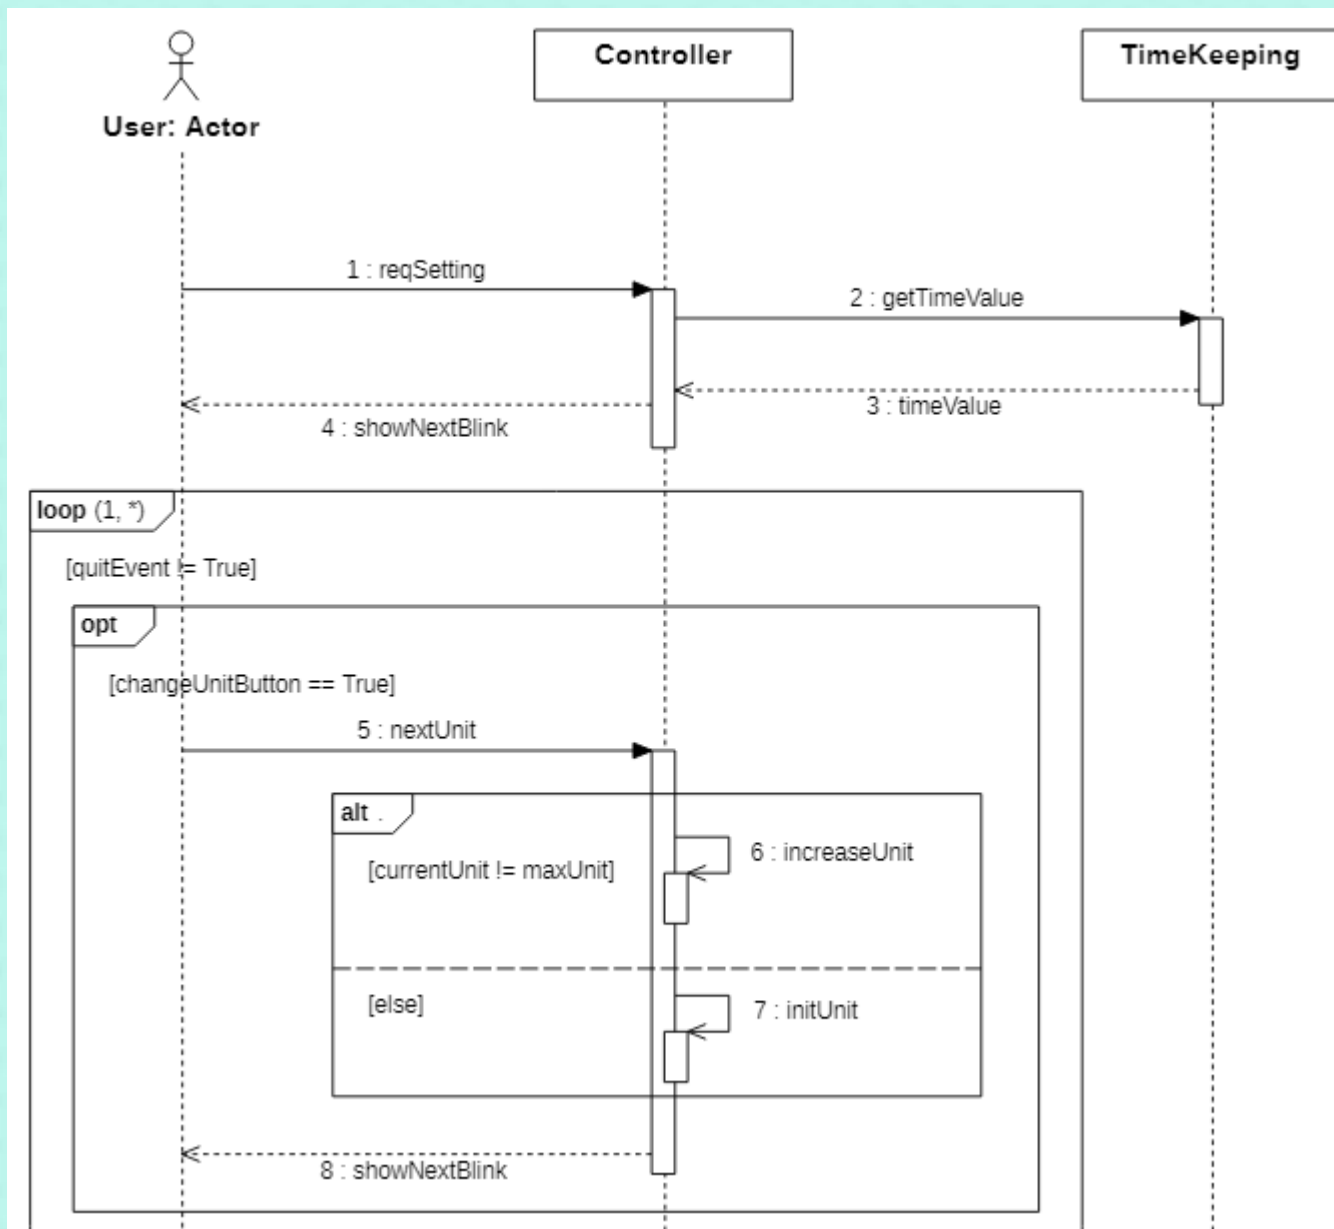 User: Actor
Controller
TimeKeeping
1 : reqSetting
2 : getTimeValue
3 : timeValue
4 : showNextBlink
loop (1, *)
[quitEvent != True]
opt
[changeUnitButton == True]
5 : nextUnit
alt .
[currentUnit != maxUnit]
6 : increaseUnit
[else]
7 : initUnit
8 : showNextBlink